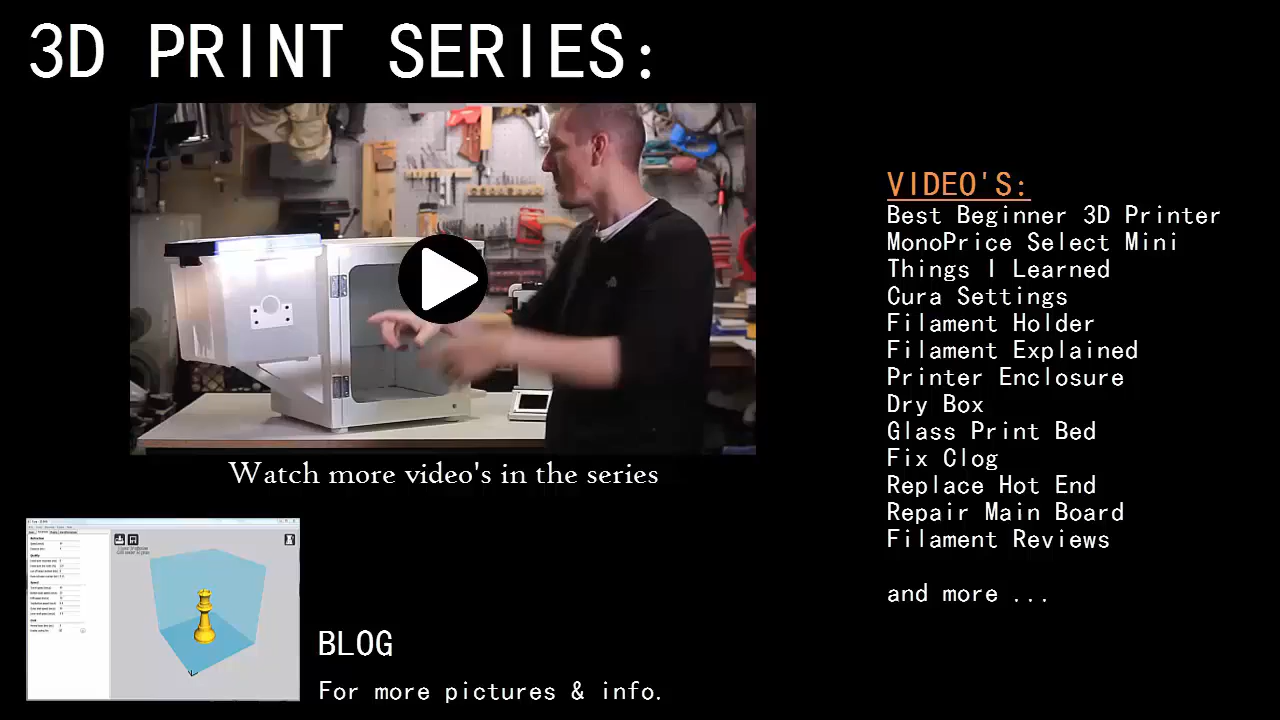 3D PRINT SERIES:
Watch more video's in the series
VIDEO'S:
Best Beginner 3D Printer
MonoPrice Select Mini
Things I Learned
Cura Settings
Filament Holder
Filament Explained
Printer Enclosure
Dry Box
Glass Print Bed
Fix Clog
Replace Hot End
Repair Main Board
Filament Reviews
and more ...
BLOG
For more pictures & info.